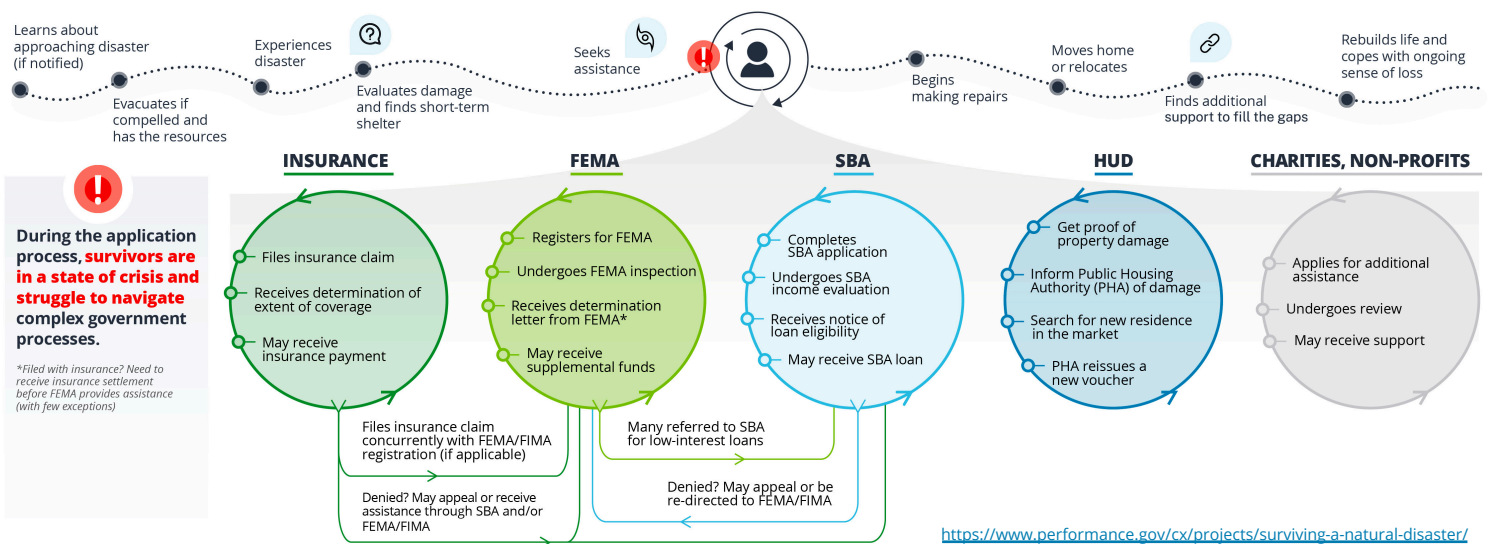 Learns about
approaching disaster
(if notified)
Evacuates if
compelled and
has the resources
Experiences
disaster
Evaluates damage
and finds short-term
shelter
Seeks
assistance
Begins
making repairs
Moves home
or relocates
Finds additional
support to fill the gaps
Rebuilds life and
copes with ongoing
sense of loss
During the application
process, survivors are
in a state of crisis and
struggle to navigate
complex government
processes.
*Filed with insurance? Need to
receive insurance settlement
before FEMA provides assistance
(with few exceptions)
INSURANCE
Files insurance claim
Receives determination of
extent of coverage
May receive
insurance payment
FEMA
Registers for FEMA
Undergoes FEMA inspection
Receives determination
letter from FEMA*
May receive
supplemental funds
SBA
Completes
SBA application
Undergoes SBA
income evaluation
Receives notice of
loan eligibility
May receive SBA loan
HUD
Get proof of
property damage
Inform Public Housing
Authority (PHA) of damage
Search for new residence
in the market
PHA reissues a
new voucher
CHARITIES, NON-PROFITS
Applies for additional
assistance
Undergoes review
May receive support
Files insurance claim
concurrently with FEMA/FIMA
registration (if applicable)
Denied? May appeal or receive
assistance through SBA and/or
FEMA/FIMA
Many referred to SBA
for low-interest loans
Denied? May appeal or be
re-directed to FEMA/FIMA
https://www.performance.gov/cx/projects/surviving-a-natural-disaster/